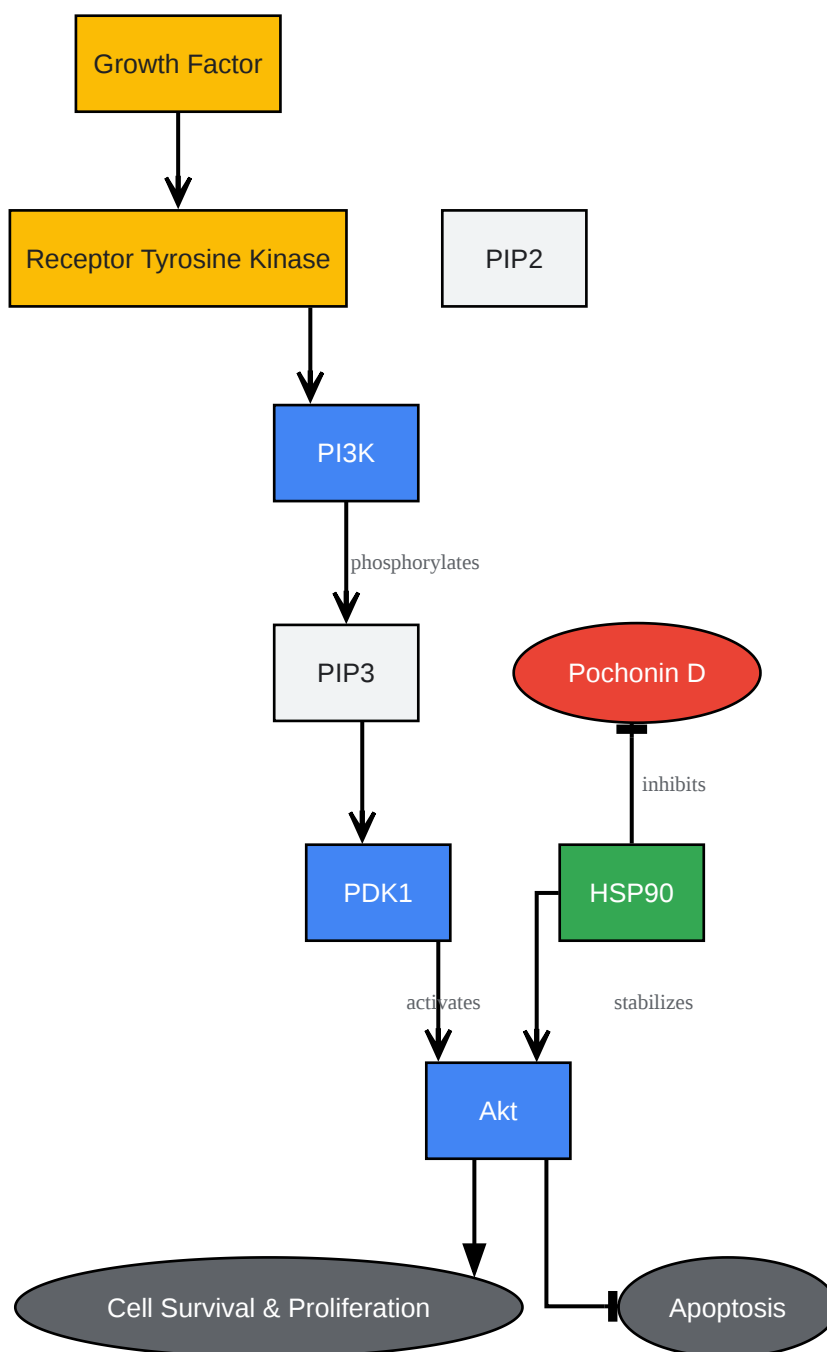 Growth Factor
Receptor Tyrosine Kinase
PIP2
PI3K
phosphorylates
PIP3
Pochonin D
inhibits
PDK1
HSP90
activates
stabilizes
Akt
Cell Survival & Proliferation
Apoptosis